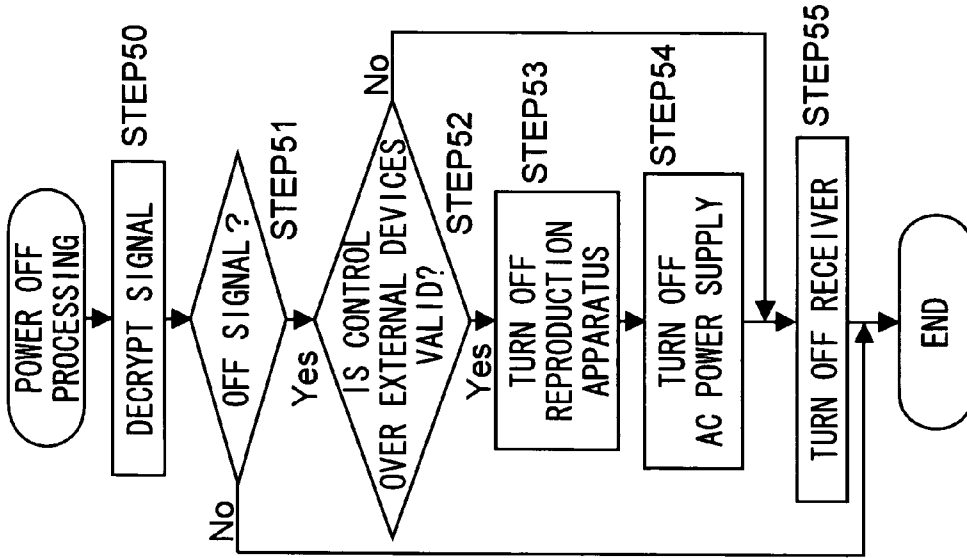 POWER OFF
PROCESSING
DECRYPT SIGNAL
STEP50
OFF SIGNAL?
STEP51
No
Yes
IS CONTROL
OVER EXTERNAL DEVICES
VALID?
STEP52
No
Yes
TURN OFF
REPRODUCTION
APPARATUS
STEP53
TURN OFF
AC POWER SUPPLY
STEP54
TURN OFF RECEIVER
STEP55
END